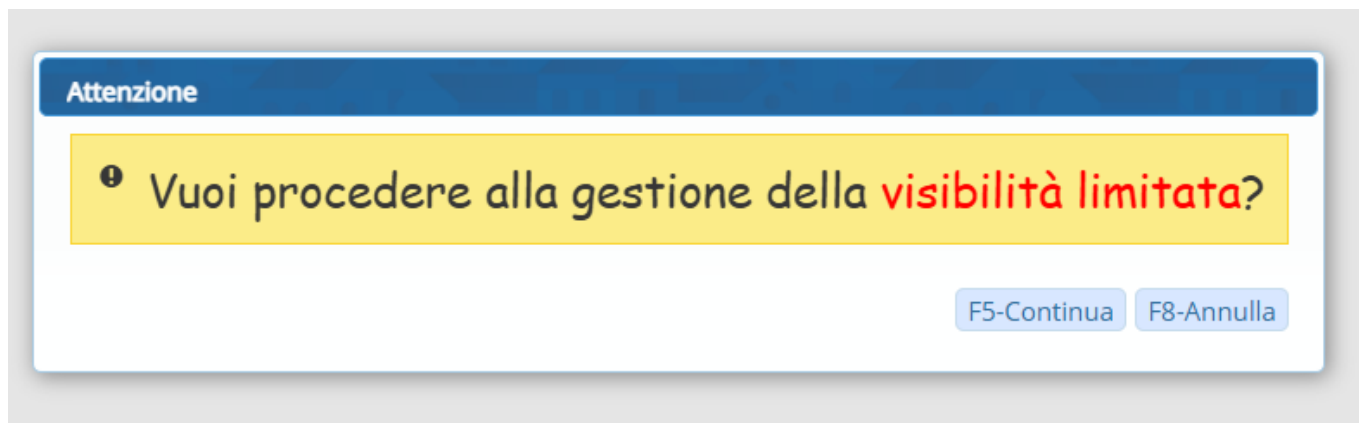 Attenzione
Vuoi procedere alla gestione della visibilità limitata?
F5-Continua F8-Annulla